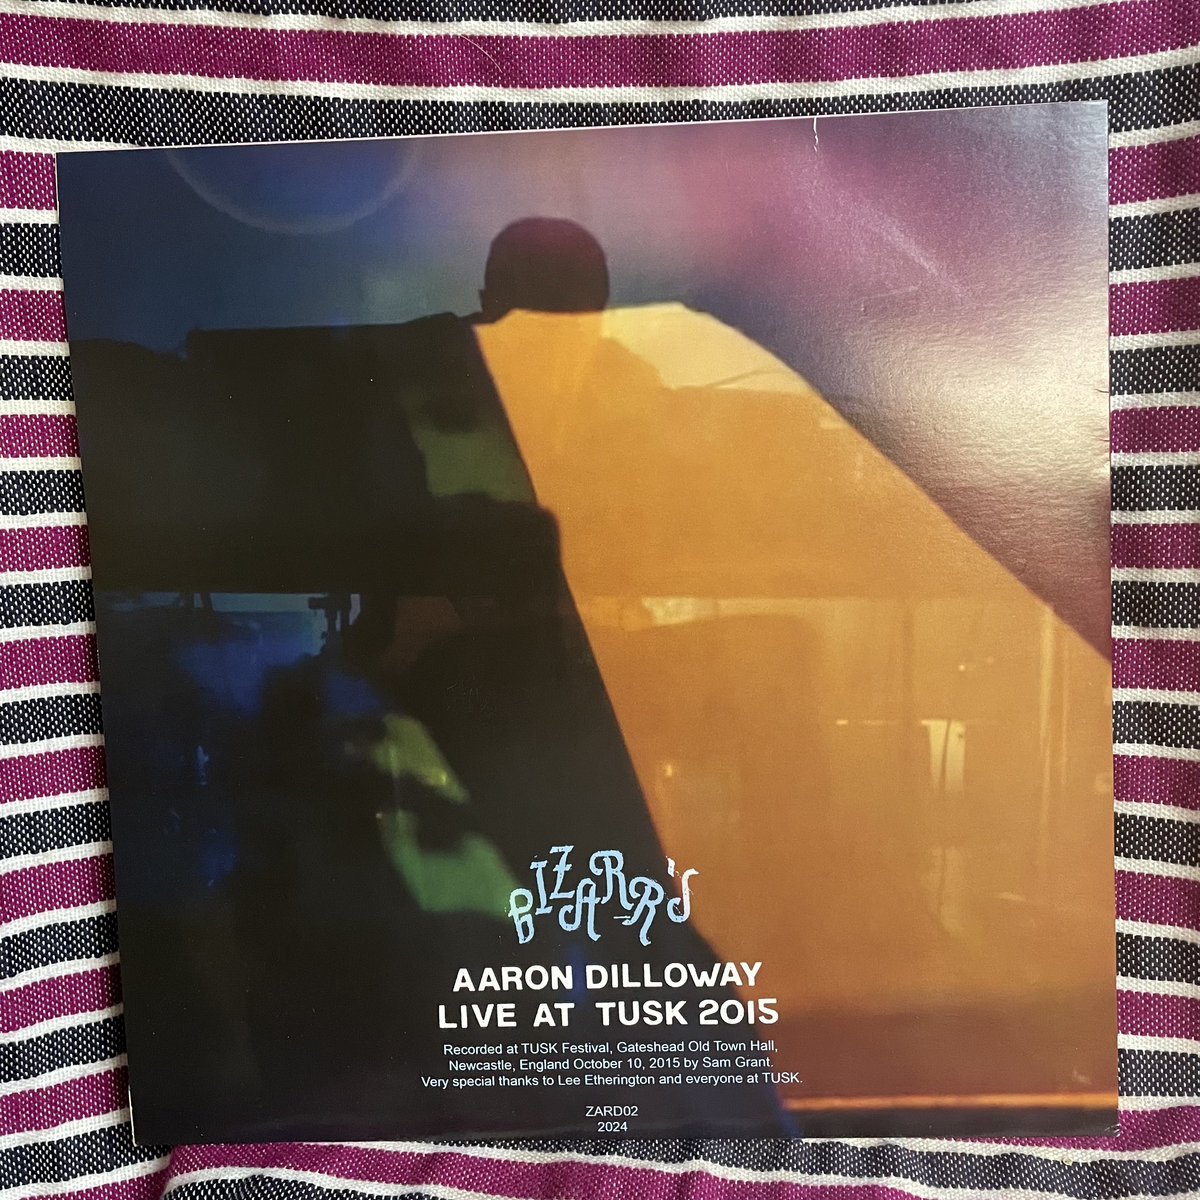 BIZARR'S
AARON DILLOWAY
LIVE AT TUSK 2015
Recorded at TUSK Festival, Gateshead Old Town Hall,
Newcastle, England October 10, 2015 by Sam Grant.
Very special thanks to Lee Etherington and everyone at TUSK.
ZARD02
2024